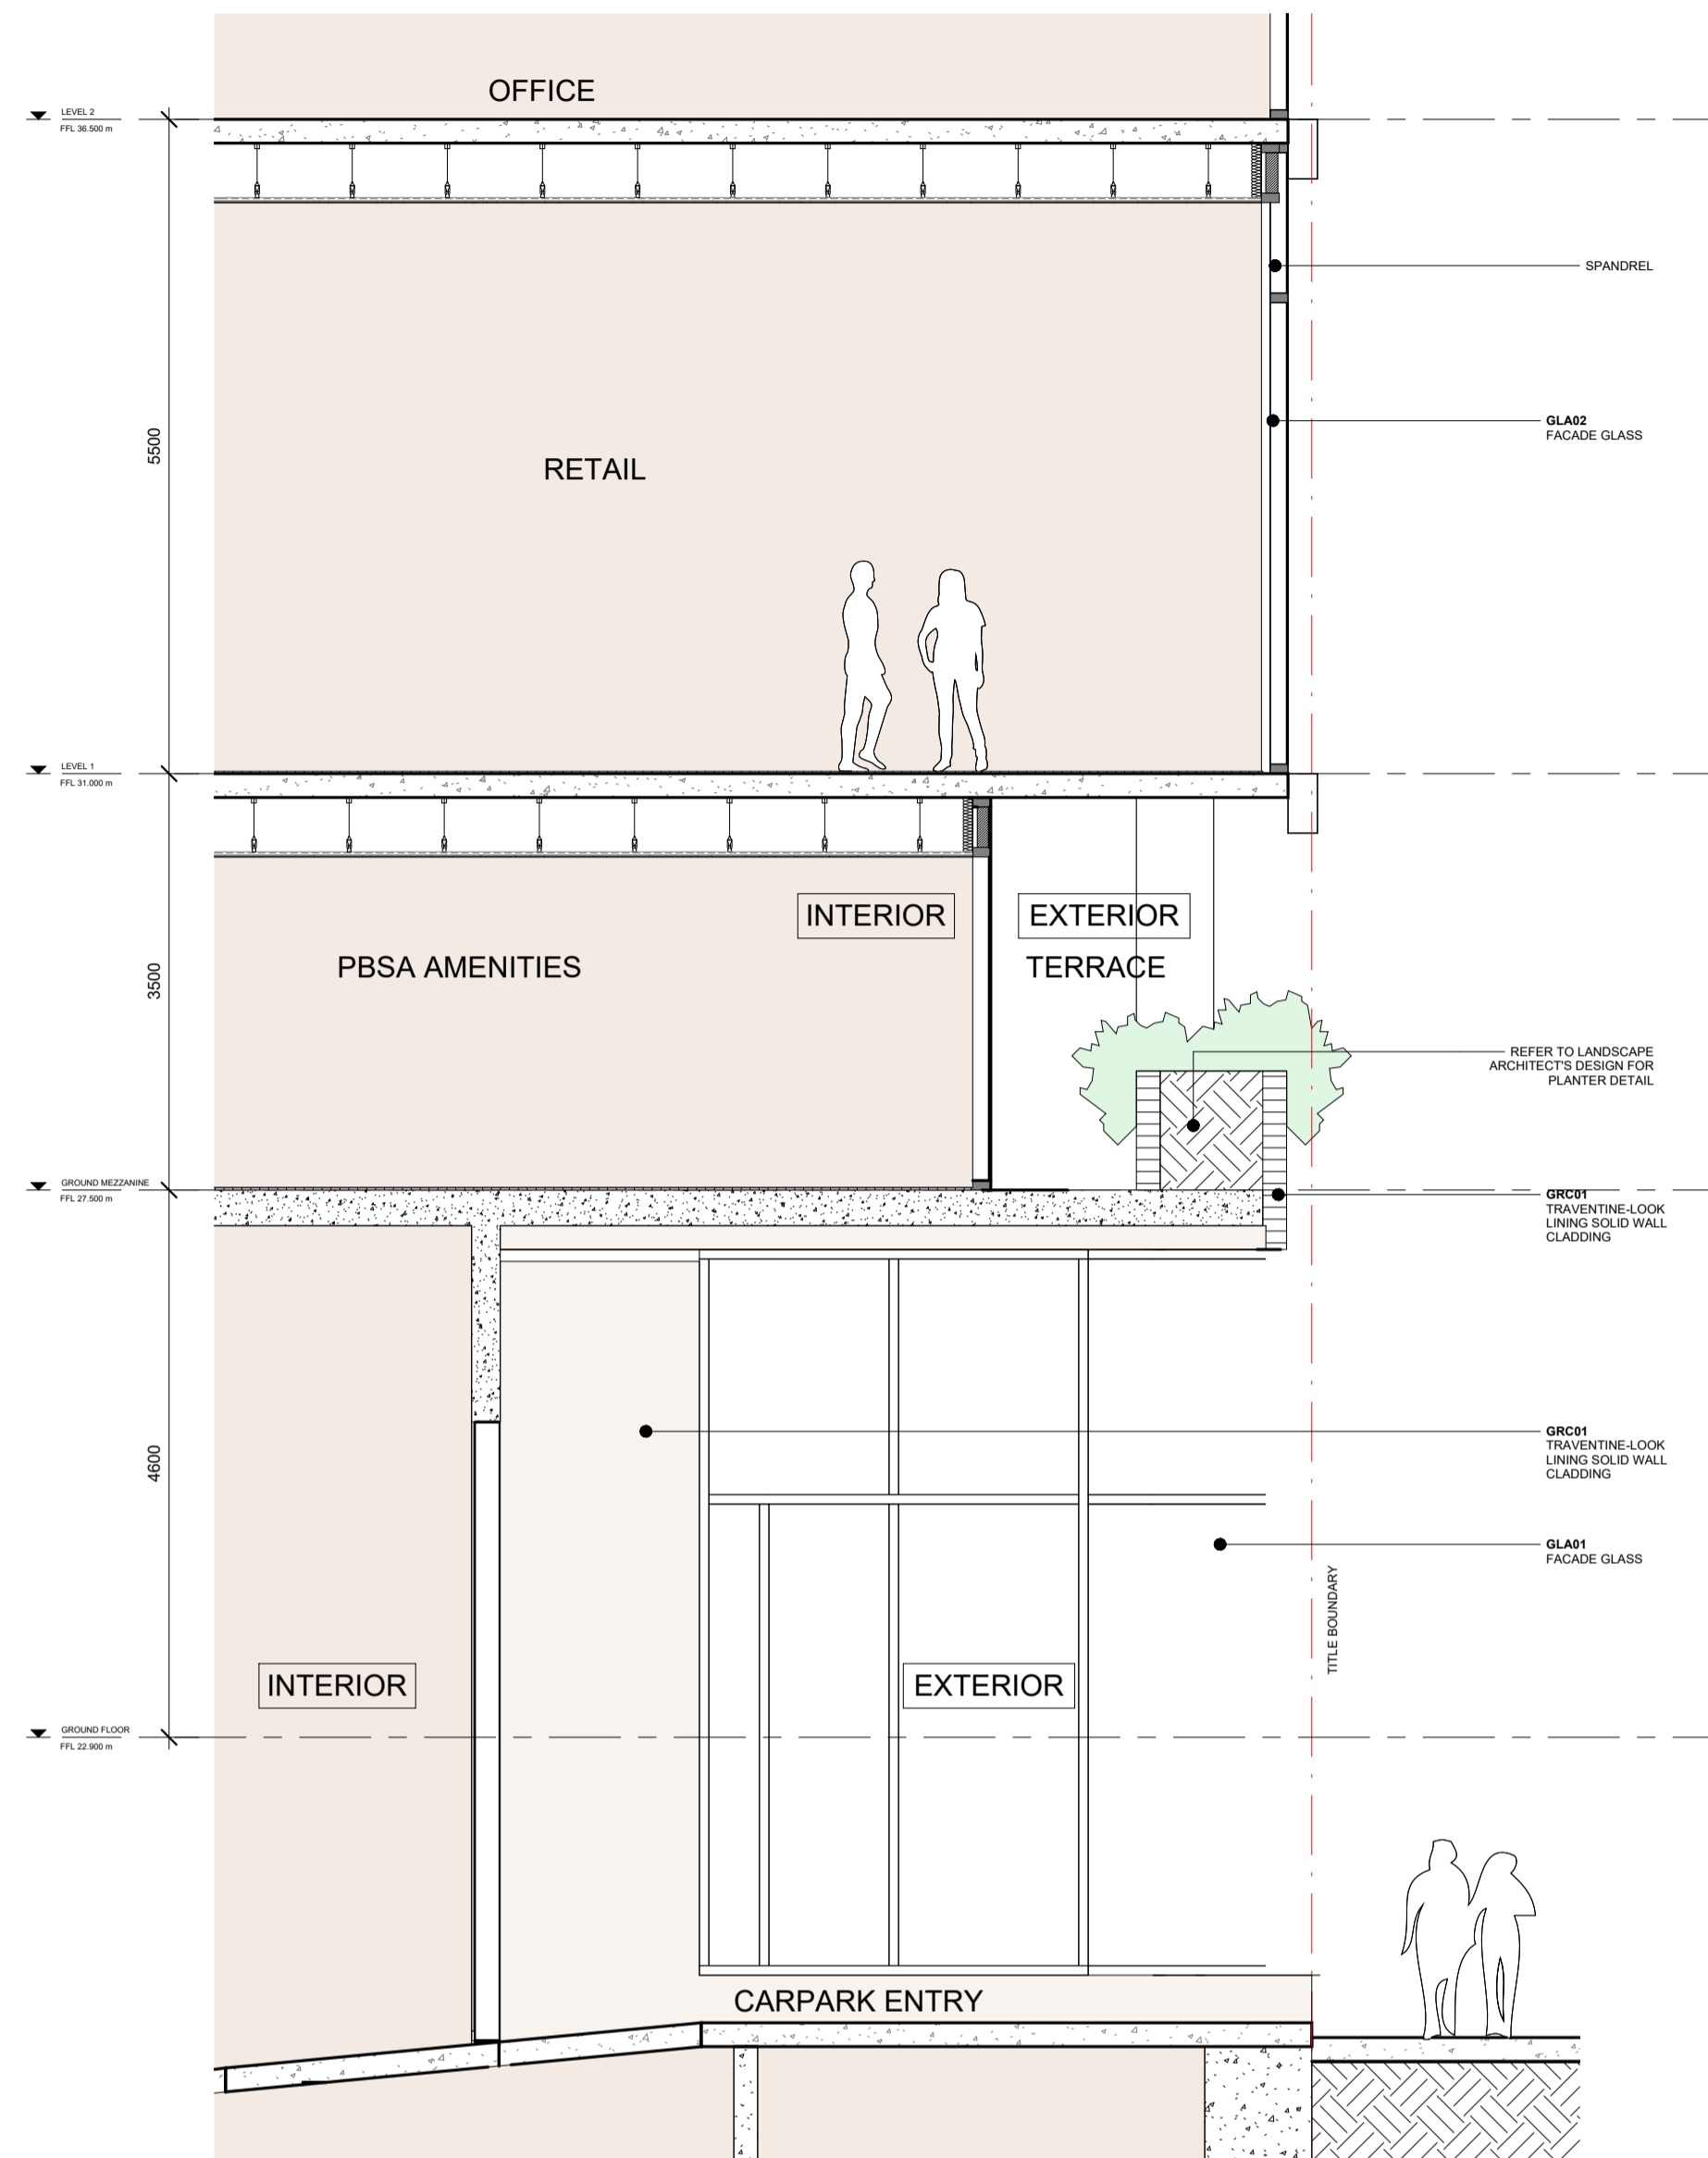 OFFICE
LEVEL 2
FFL 36.500 m
SPANDREL
GLA02
FACADE GLASS
5500
RETAIL
LEVEL 1
FFL 31.000 m
INTERIOR
EXTERIOR
PBSA AMENITIES
TERRACE
3500
REFER TO LANDSCAPE
ARCHITECT'S DESIGN FOR
PLANTER DETAIL
GROUND MEZZANINE
FFL 27.500 m
GRC01
TRAVENTINE-LOOK
LINING SOLID WALL
CLADDING
GRC01
TRAVENTINE-LOOK
LINING SOLID WALL
CLADDING
4600
GLA01
FACADE GLASS
TITLE BOUNDARY
INTERIOR
EXTERIOR
GROUND FLOOR
FFL 22.900 m
CARPARK ENTRY